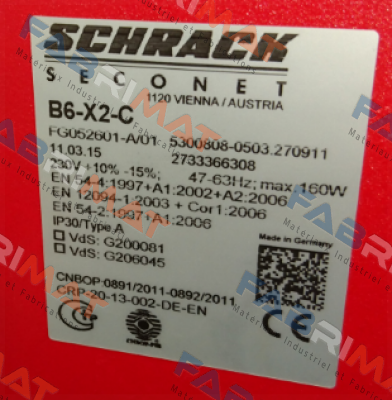 SCHRACK
SECONET
1120 VIENNA / AUSTRIA
B6-X2-C
FG052601-A/01 5300808-0503.270911
11.03.15 2733366308
230V +10% -15%; 47-63Hz; max 160W
EN 54-4:1997+A1:2002+A2:2006
EN 12094-1:2003 + Cor1:2006
EN 54-2:1997+A1:2006
IP30/Type A
VdS: G200081
VdS: G206045
Made in Germany
CNBOP 0891/2011-0892/2011
CRP-20-13-002-DE-EN
FABRIMAT